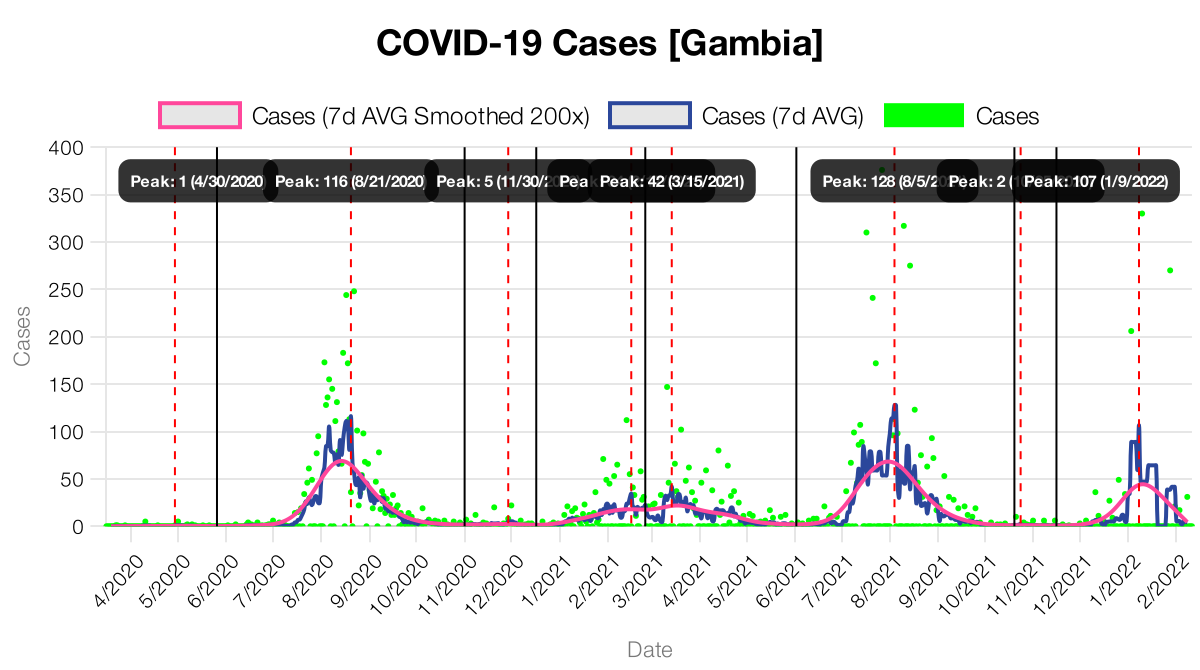 COVID-19 Cases [Gambia]
Cases (7d AVG Smoothed 200x)
Cases (7d AVG)
Cases
400
350
300
250
200
150
100
50
0
Cases
Peak: 1 (4/30/2020)
Peak: 116 (8/21/2020)
Peak: 5 (11/30/20
Pea
Peak: 42 (3/15/2021)
Peak: 128 (8/5/20
Peak: 2 (1
Peak: 107 (1/9/2022)
4/2020
5/2020
6/2020
7/2020
8/2020
9/2020
10/2020
11/2020
12/2020
1/2021
2/2021
3/2021
4/2021
5/2021
6/2021
7/2021
8/2021
9/2021
10/2021
11/2021
12/2021
1/2022
2/2022
Date